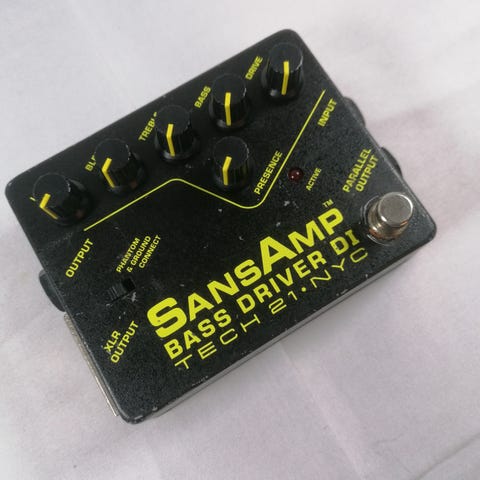 BLE
TREBLE
BASS
DRIVE
OUTPUT
PRESENCE
INPUT
PHANTOM
& GROUND
CONNECT
ACTIVE
PARALLEL
OUTPUT
XLR
OUTPUT
SANSAMP™
BASS DRIVER DI
TECH 21•NYC